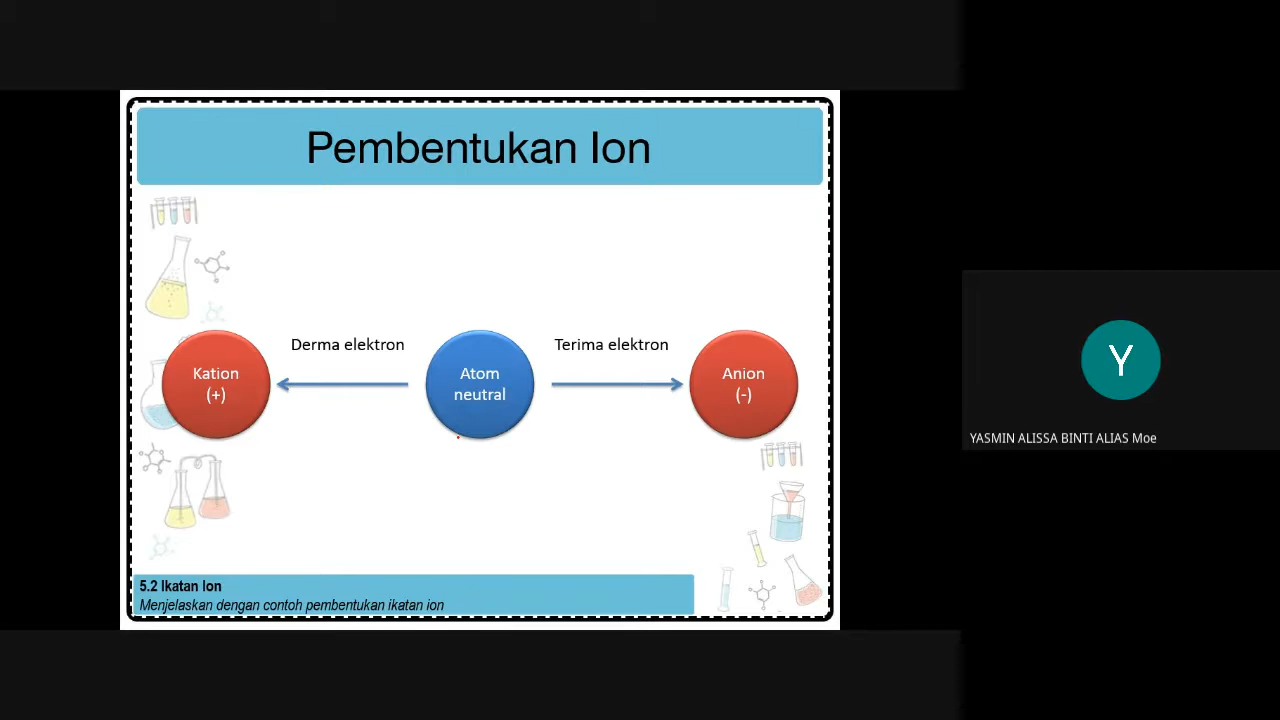 Pembentukan Ion
Derma elektron
Terima elektron
Kation
(+)
Atom
neutral
Anion
(-)
5.2 Ikatan Ion
Menjelaskan dengan contoh pembentukan ikatan ion
Y
YASMIN ALISSA BINTI ALIAS Moe